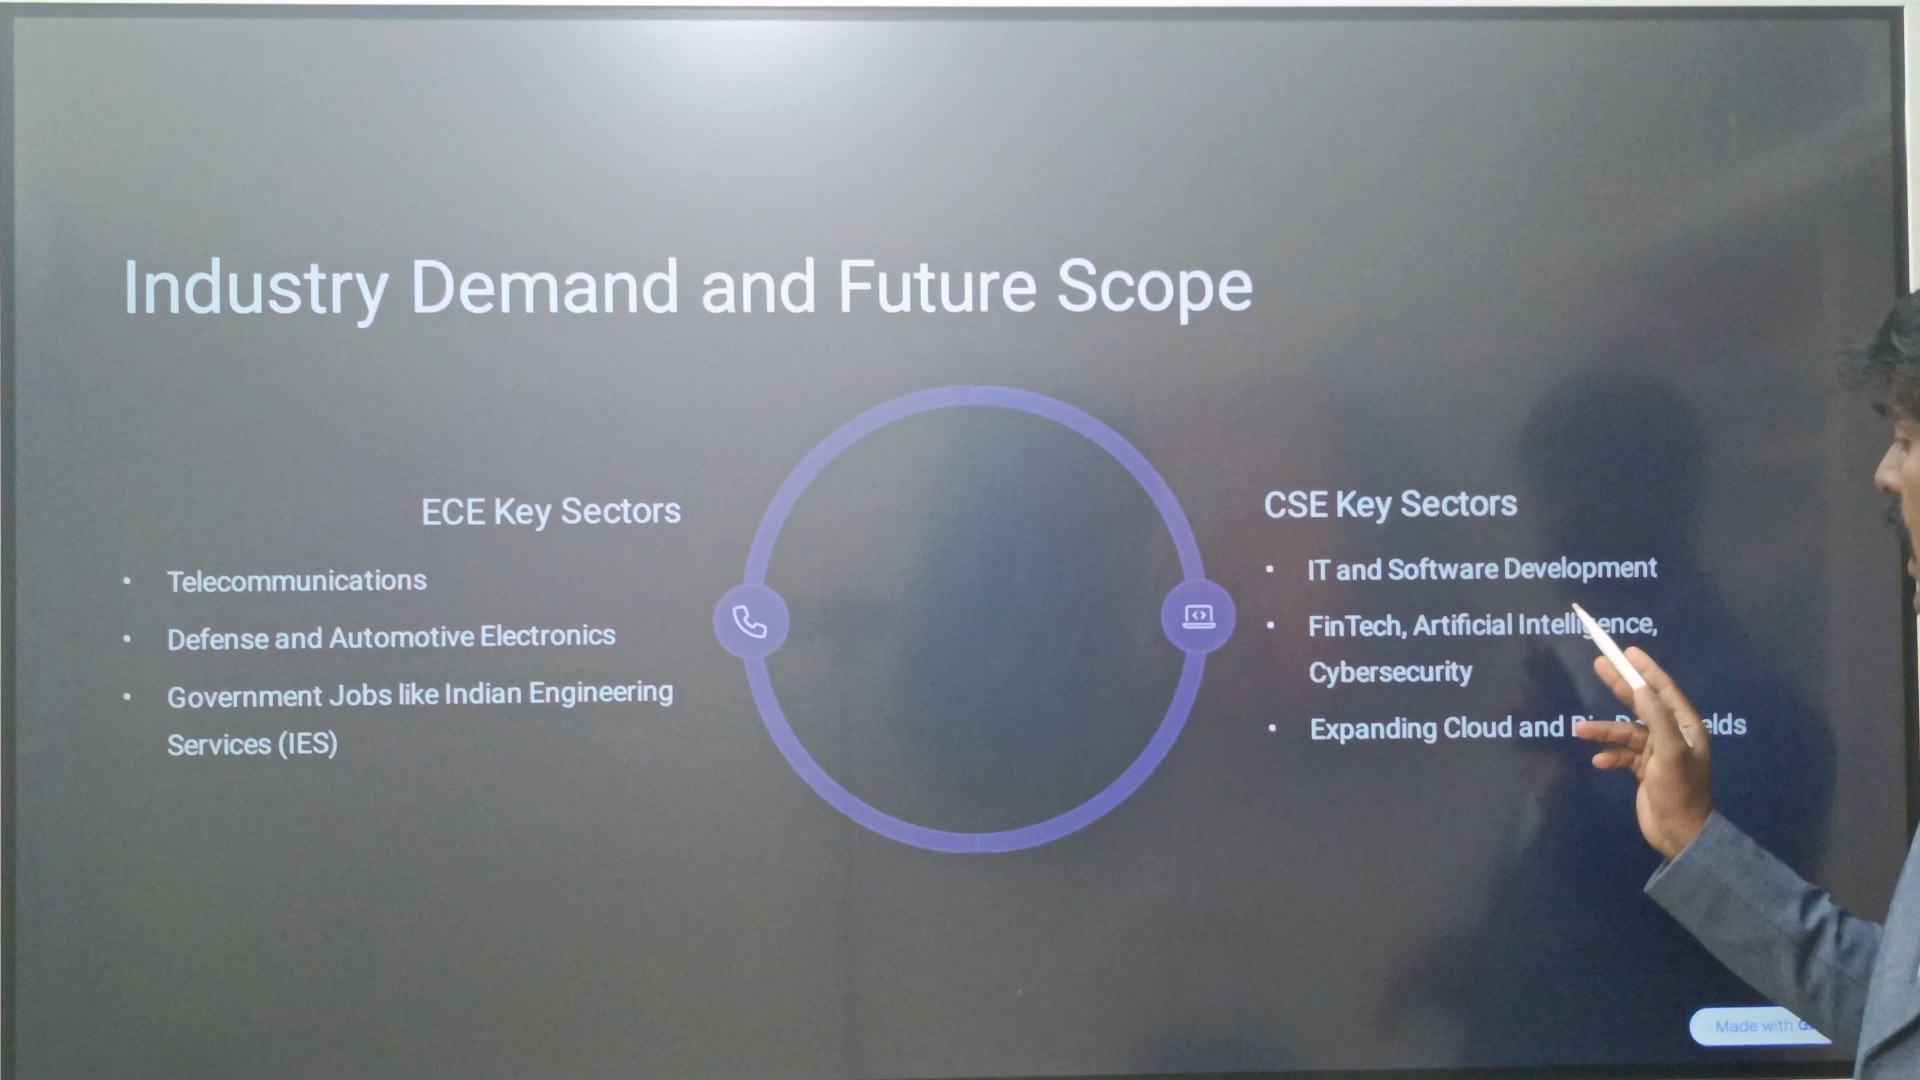 Industry Demand and Future Scope
ECE Key Sectors
• Telecommunications
• Defense and Automotive Electronics
• Government Jobs like Indian Engineering
Services (IES)
CSE Key Sectors
• IT and Software Development
• FinTech, Artificial Intelligence,
Cybersecurity
• Expanding Cloud and
Made with